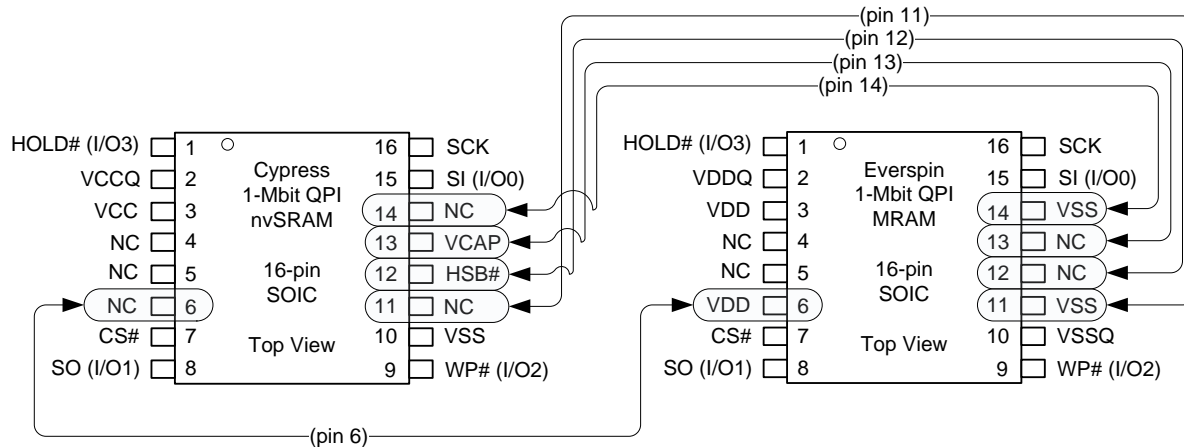 (pin 11)
(pin 12)
(pin 13)
(pin 14)
HOLD# (I/O3) 1
VCCQ 2
VCC 3
NC 4
NC 5
NC 6
CS# 7
SO (I/O1) 8
Cypress
1-Mbit QPI
nvSRAM
16-pin
SOIC
Top View
16 SCK
15 SI (I/O0)
14 NC
13 VCAP
12 HSB#
11 NC
10 VSS
9 WP# (I/O2)
HOLD# (I/O3) 1
VDDQ 2
VDD 3
NC 4
NC 5
VDD 6
CS# 7
SO (I/O1) 8
Everspin
1-Mbit QPI
MRAM
16-pin
SOIC
Top View
16 SCK
15 SI (I/O0)
14 VSS
13 NC
12 NC
11 VSS
10 VSSQ
9 WP# (I/O2)
(pin 6)